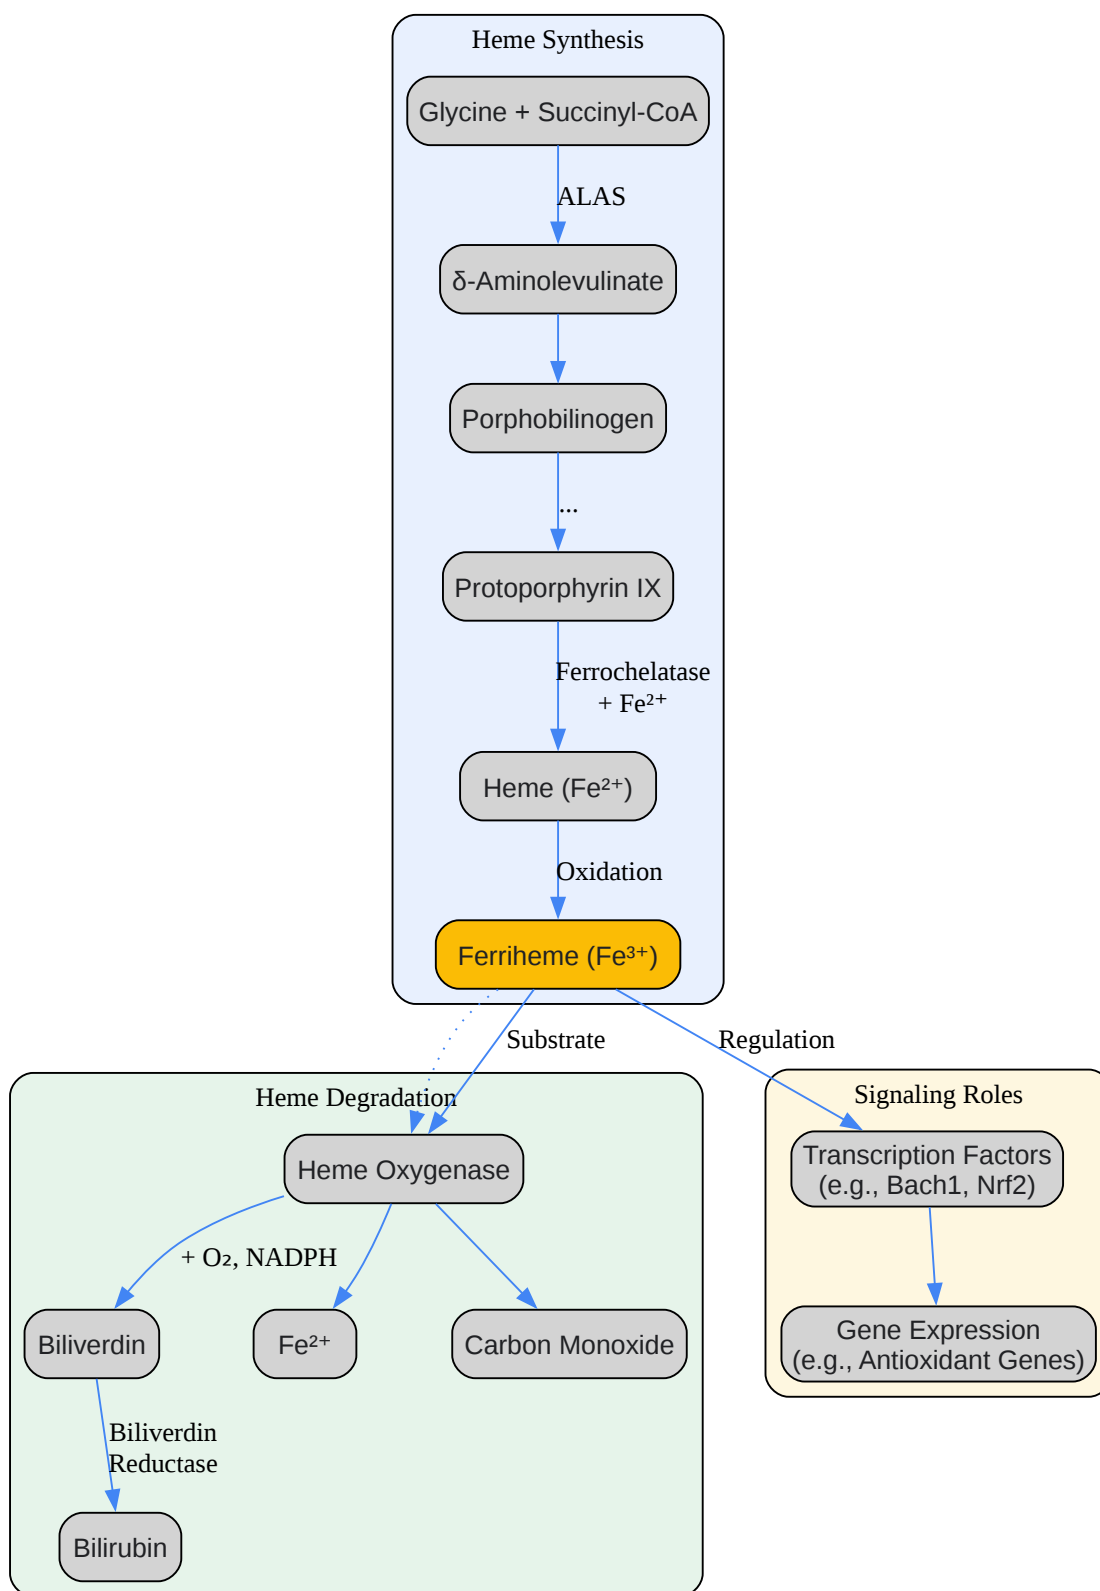 Heme Synthesis
Glycine + Succinyl-CoA
ALAS
δ-Aminolevulinate
Porphobilinogen
...
Protoporphyrin IX
Ferrochelatase
+ Fe²⁺
Heme (Fe²⁺)
Oxidation
Ferriheme (Fe³⁺)
Substrate
Regulation
Heme Degradation
Heme Oxygenase
+ O₂, NADPH
Biliverdin
Fe²⁺
Carbon Monoxide
Biliverdin
Reductase
Bilirubin
Signaling Roles
Transcription Factors
(e.g., Bach1, Nrf2)
Gene Expression
(e.g., Antioxidant Genes)